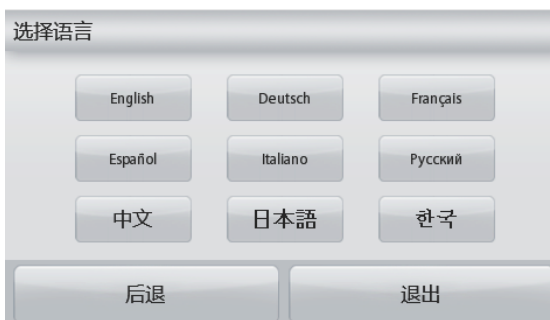 选择语言
English Deutsch Français
Español Italiano Русский
中文 日本語 한국
后退 退出